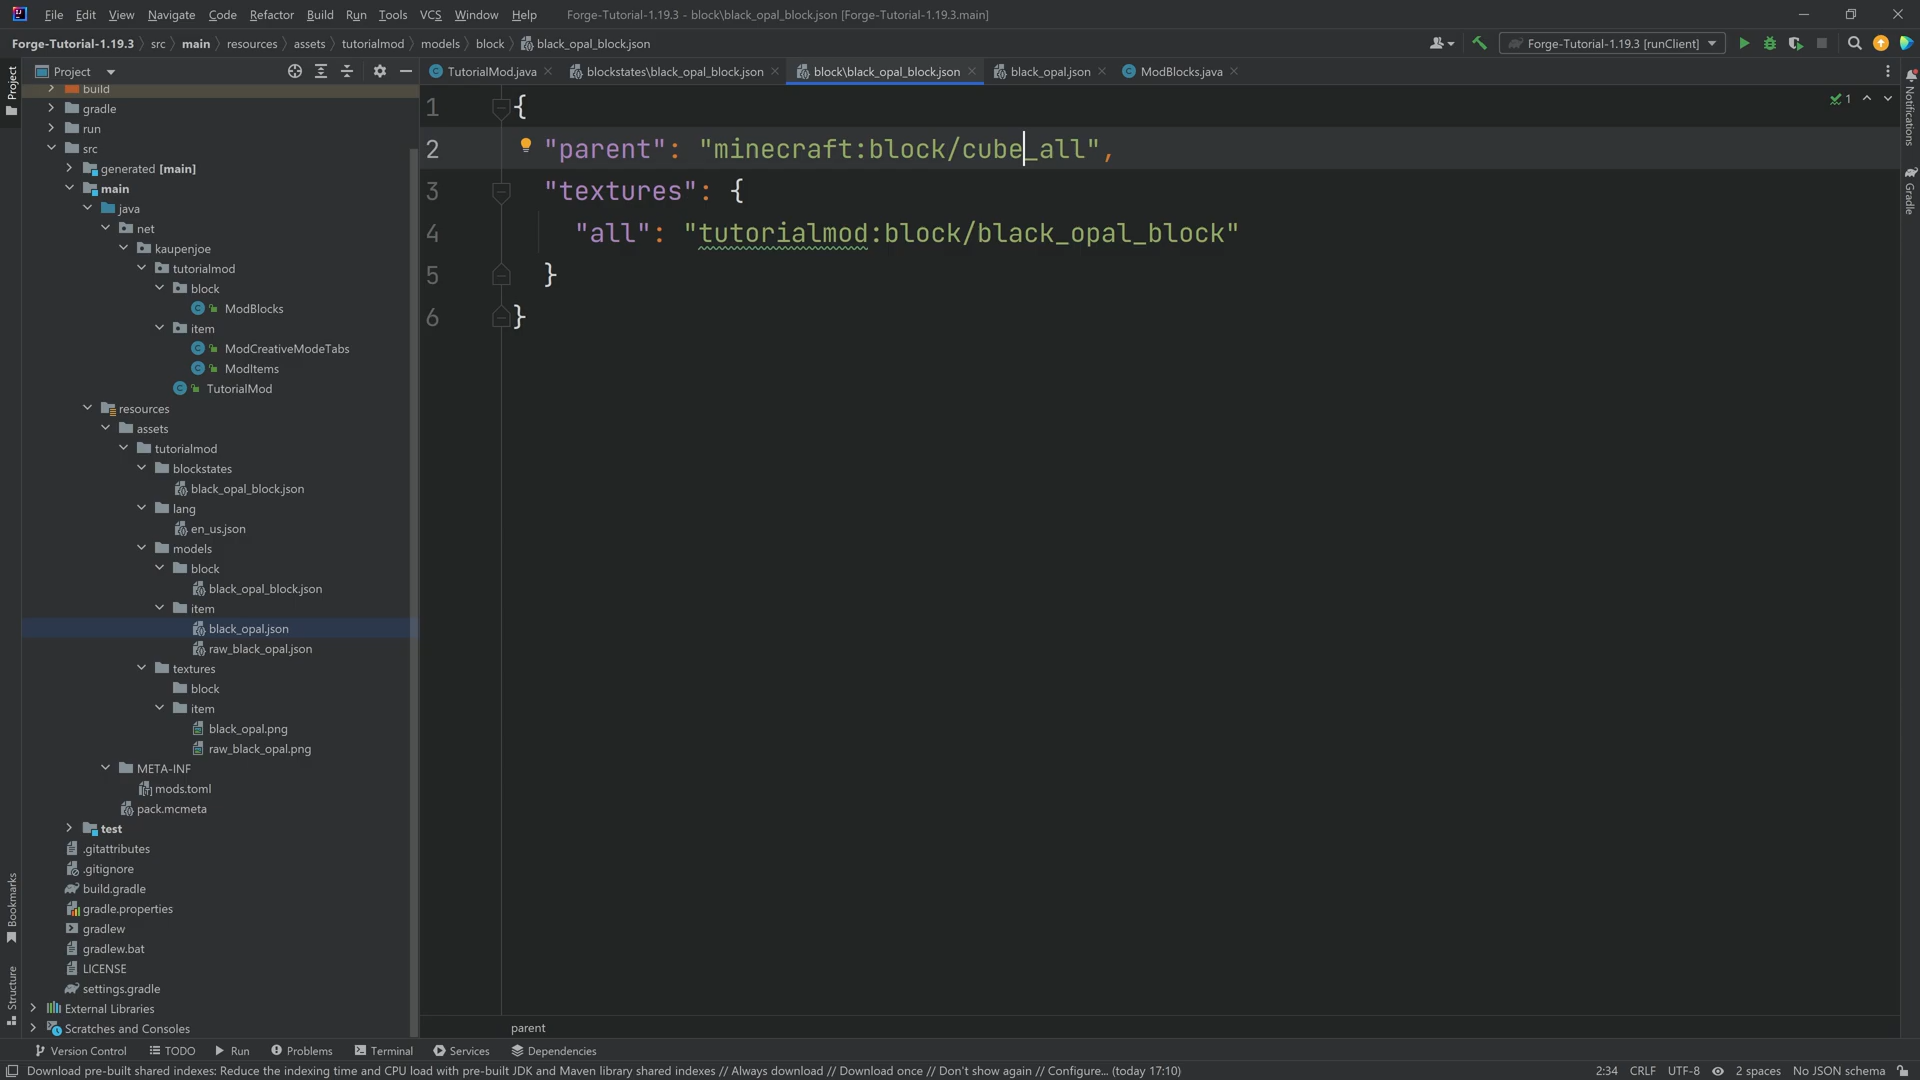 File Edit View Navigate Code Refactor Build Run Tools VCS Window Help Forge-Tutorial-1.19.3 - block\black_opal_block.json [Forge-Tutorial-1.19.3.main]
Forge-Tutorial-1.19.3 src main resources assets tutorialmod models block black_opal_block.json Forge-Tutorial-1.19.3 [runClient]
Project
Project
TutorialMod.java blockstates\black_opal_block.json block\black_opal_block.json black_opal.json ModBlocks.java
Notifications
Gradle
build
gradle
run
src
generated [main]
main
java
net
kaupenjoe
tutorialmod
block
ModBlocks
item
ModCreativeModeTabs
ModItems
TutorialMod
resources
assets
tutorialmod
blockstates
black_opal_block.json
lang
en_us.json
models
block
black_opal_block.json
item
black_opal.json
raw_black_opal.json
textures
block
item
black_opal.png
raw_black_opal.png
META-INF
mods.toml
pack.mcmeta
test
.gitattributes
.gitignore
build.gradle
gradle.properties
gradlew
gradlew.bat
LICENSE
settings.gradle
External Libraries
Scratches and Consoles
Bookmarks
Structure
1 {
2 "parent": "minecraft:block/cube_all",
3 "textures": {
4 "all": "tutorialmod:block/black_opal_block"
5 }
6 }
1
parent
Version Control TODO Run Problems Terminal Services Dependencies
Download pre-built shared indexes: Reduce the indexing time and CPU load with pre-built JDK and Maven library shared indexes // Always download // Download once // Don't show again // Configure... (today 17:10) 2:34 CRLF UTF-8 2 spaces No JSON schema